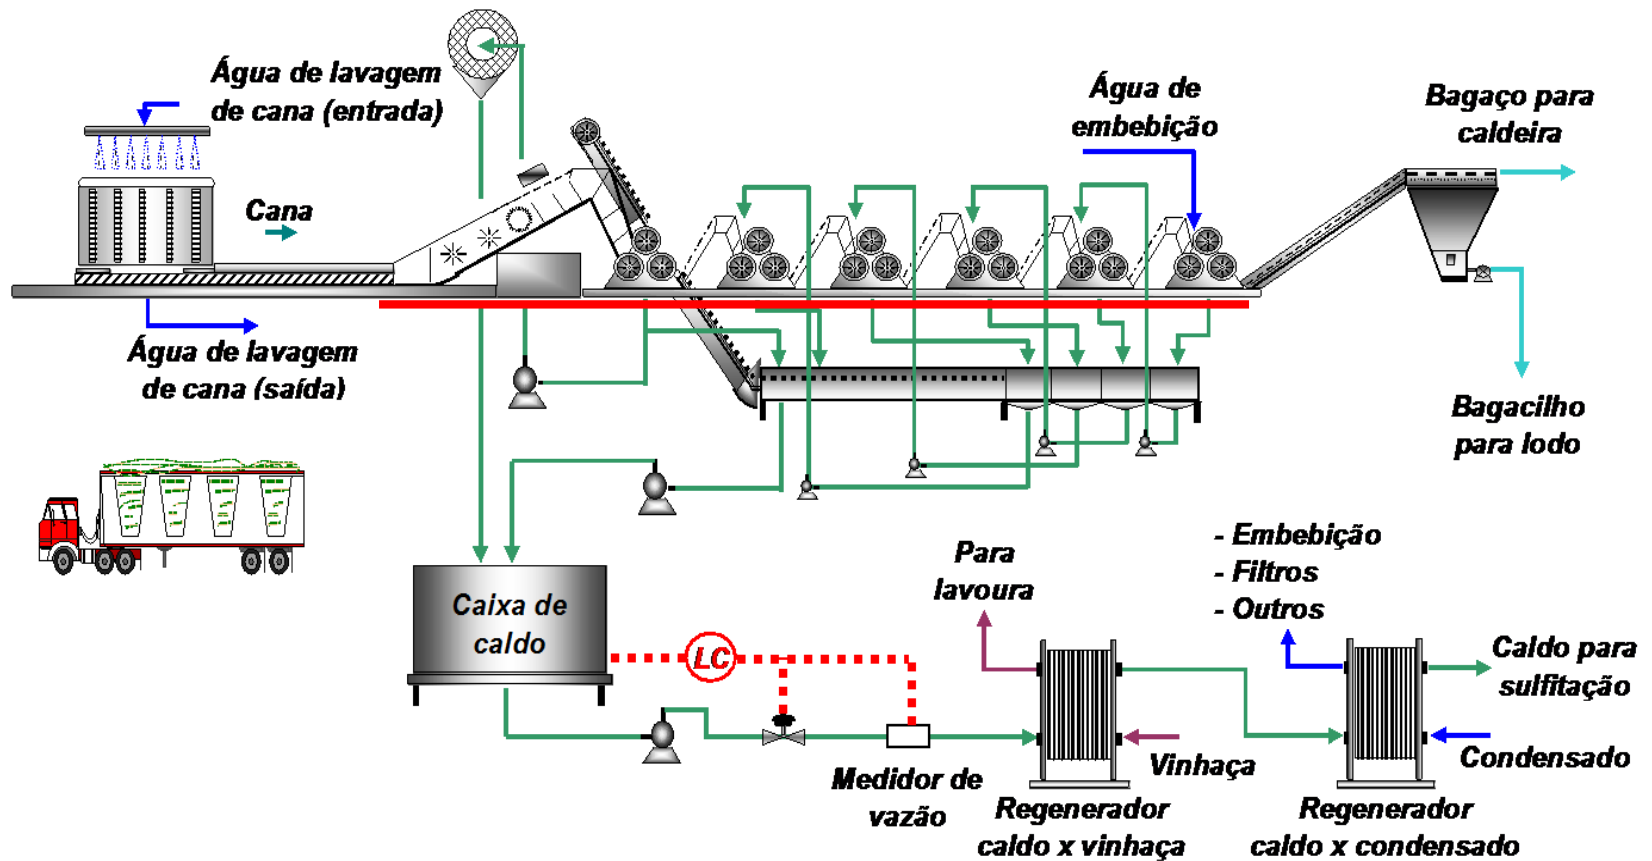 Água de lavagem
de cana (entrada)
Água de
embebição
Bagaço para
caldeira
Cana
Água de lavagem
de cana (saída)
Bagacilho
para lodo
- Embebição
- Filtros
- Outros
Para
lavoura
Caixa de
caldo
LC
Caldo para
sulfitação
Vinhaça
Condensado
Medidor de
vazão
Regenerador
caldo x vinhaça
Regenerador
caldo x condensado